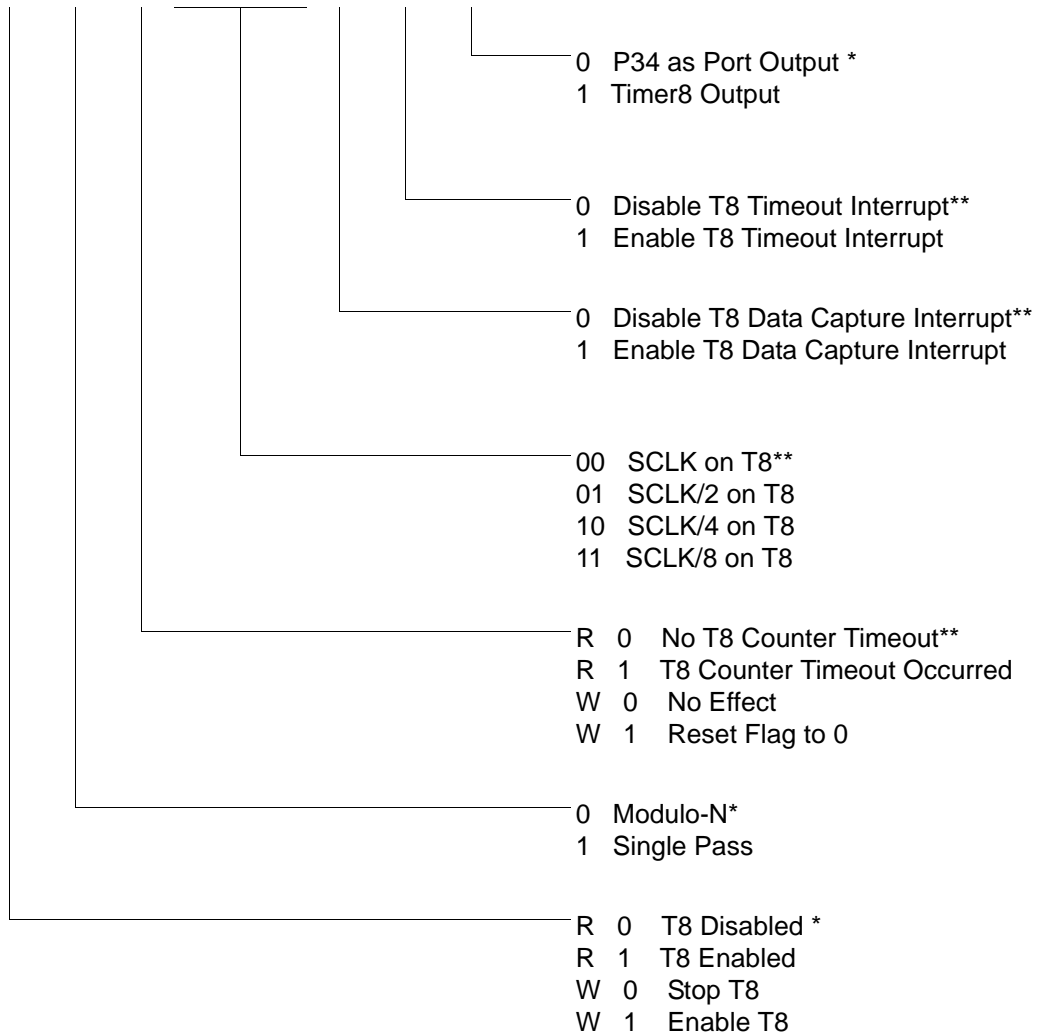 0 P34 as Port Output *
1 Timer8 Output
0 Disable T8 Timeout Interrupt**
1 Enable T8 Timeout Interrupt
0 Disable T8 Data Capture Interrupt**
1 Enable T8 Data Capture Interrupt
00 SCLK on T8**
01 SCLK/2 on T8
10 SCLK/4 on T8
11 SCLK/8 on T8
R 0 No T8 Counter Timeout**
R 1 T8 Counter Timeout Occurred
W 0 No Effect
W 1 Reset Flag to 0
0 Modulo-N*
1 Single Pass
R 0 T8 Disabled *
R 1 T8 Enabled
W 0 Stop T8
W 1 Enable T8